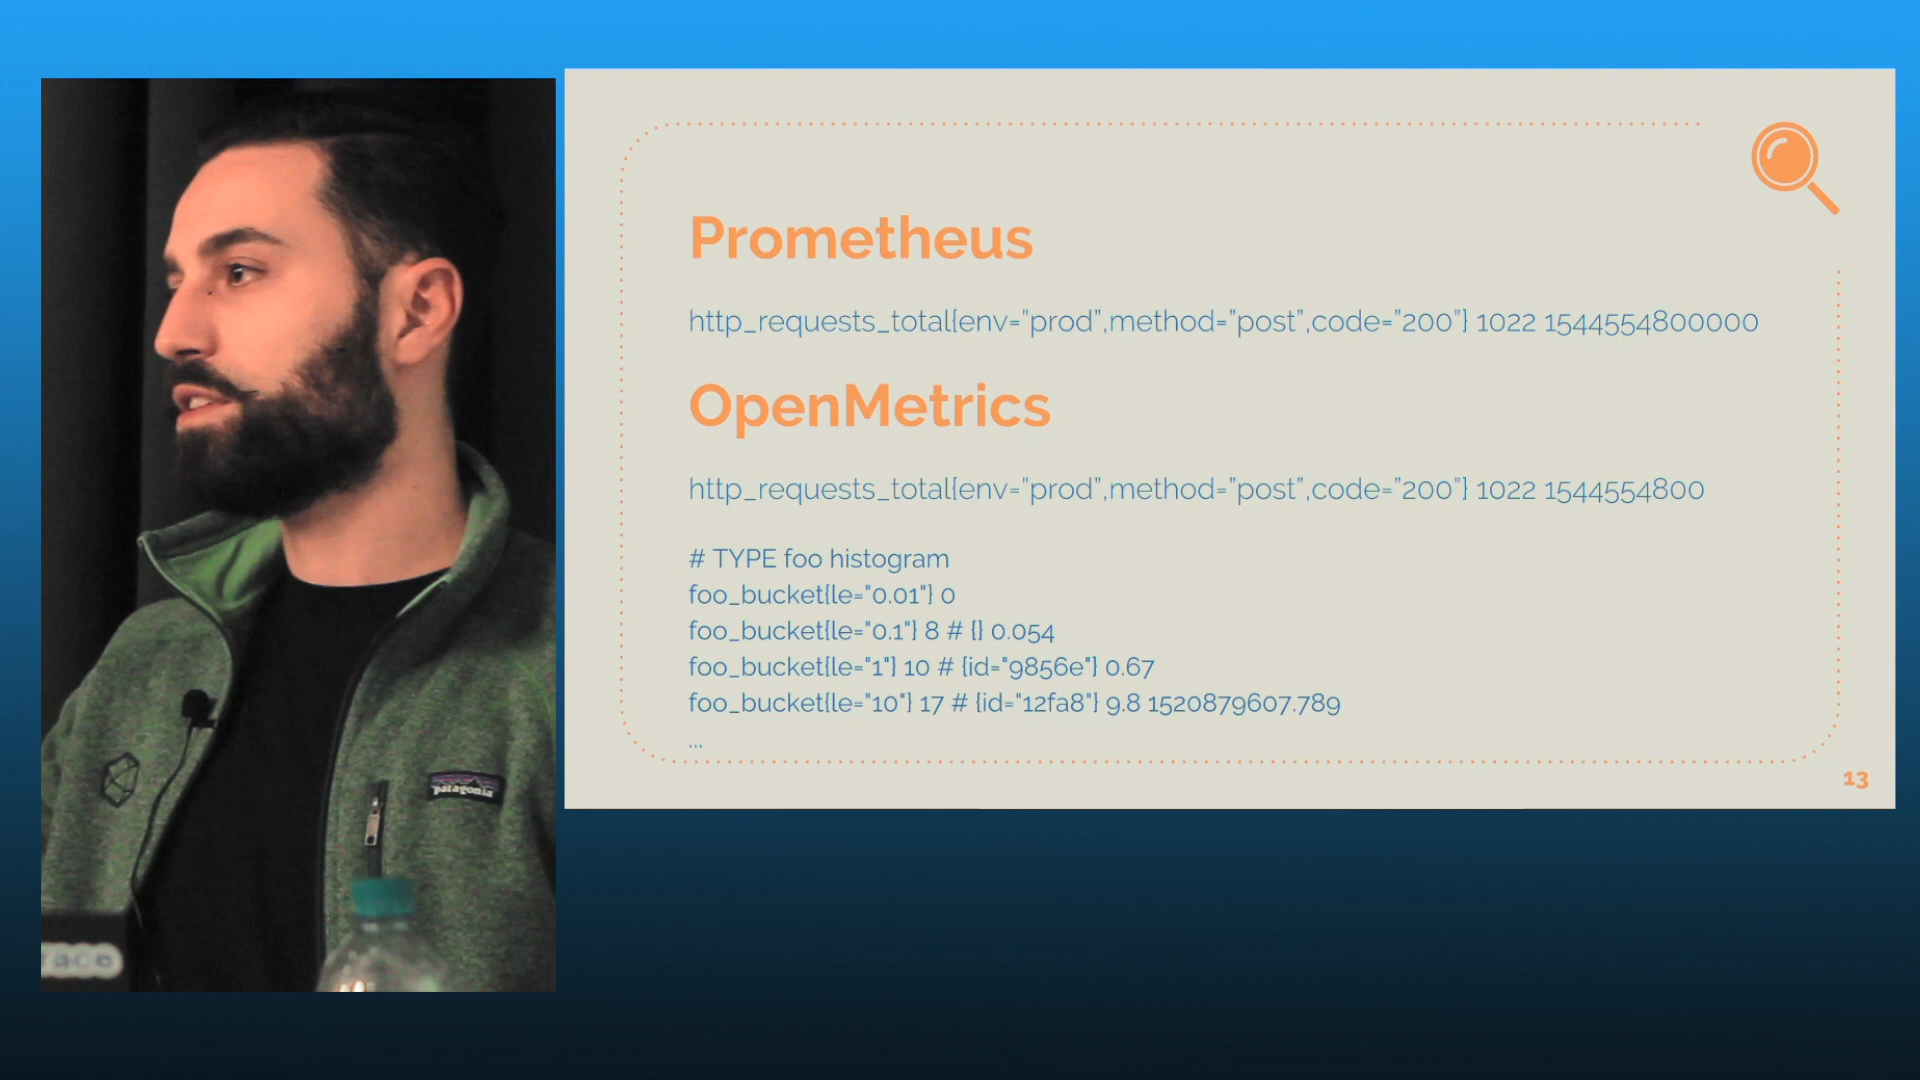 Prometheus
http_requests_total{env="prod”,method="post”,code="200”} 1022 1544554800000
OpenMetrics
http_requests_total{env="prod”,method="post”,code="200”} 1022 1544554800
# TYPE foo histogram
foo_bucket{le="0.01"} 0
foo_bucket{le="0.1"} 8 # {} 0.054
foo_bucket{le="1"} 10 # {id="9856e"} 0.67
foo_bucket{le="10"} 17 # {id="12fa8"} 9.8 1520879607.789
...
13
patagonia